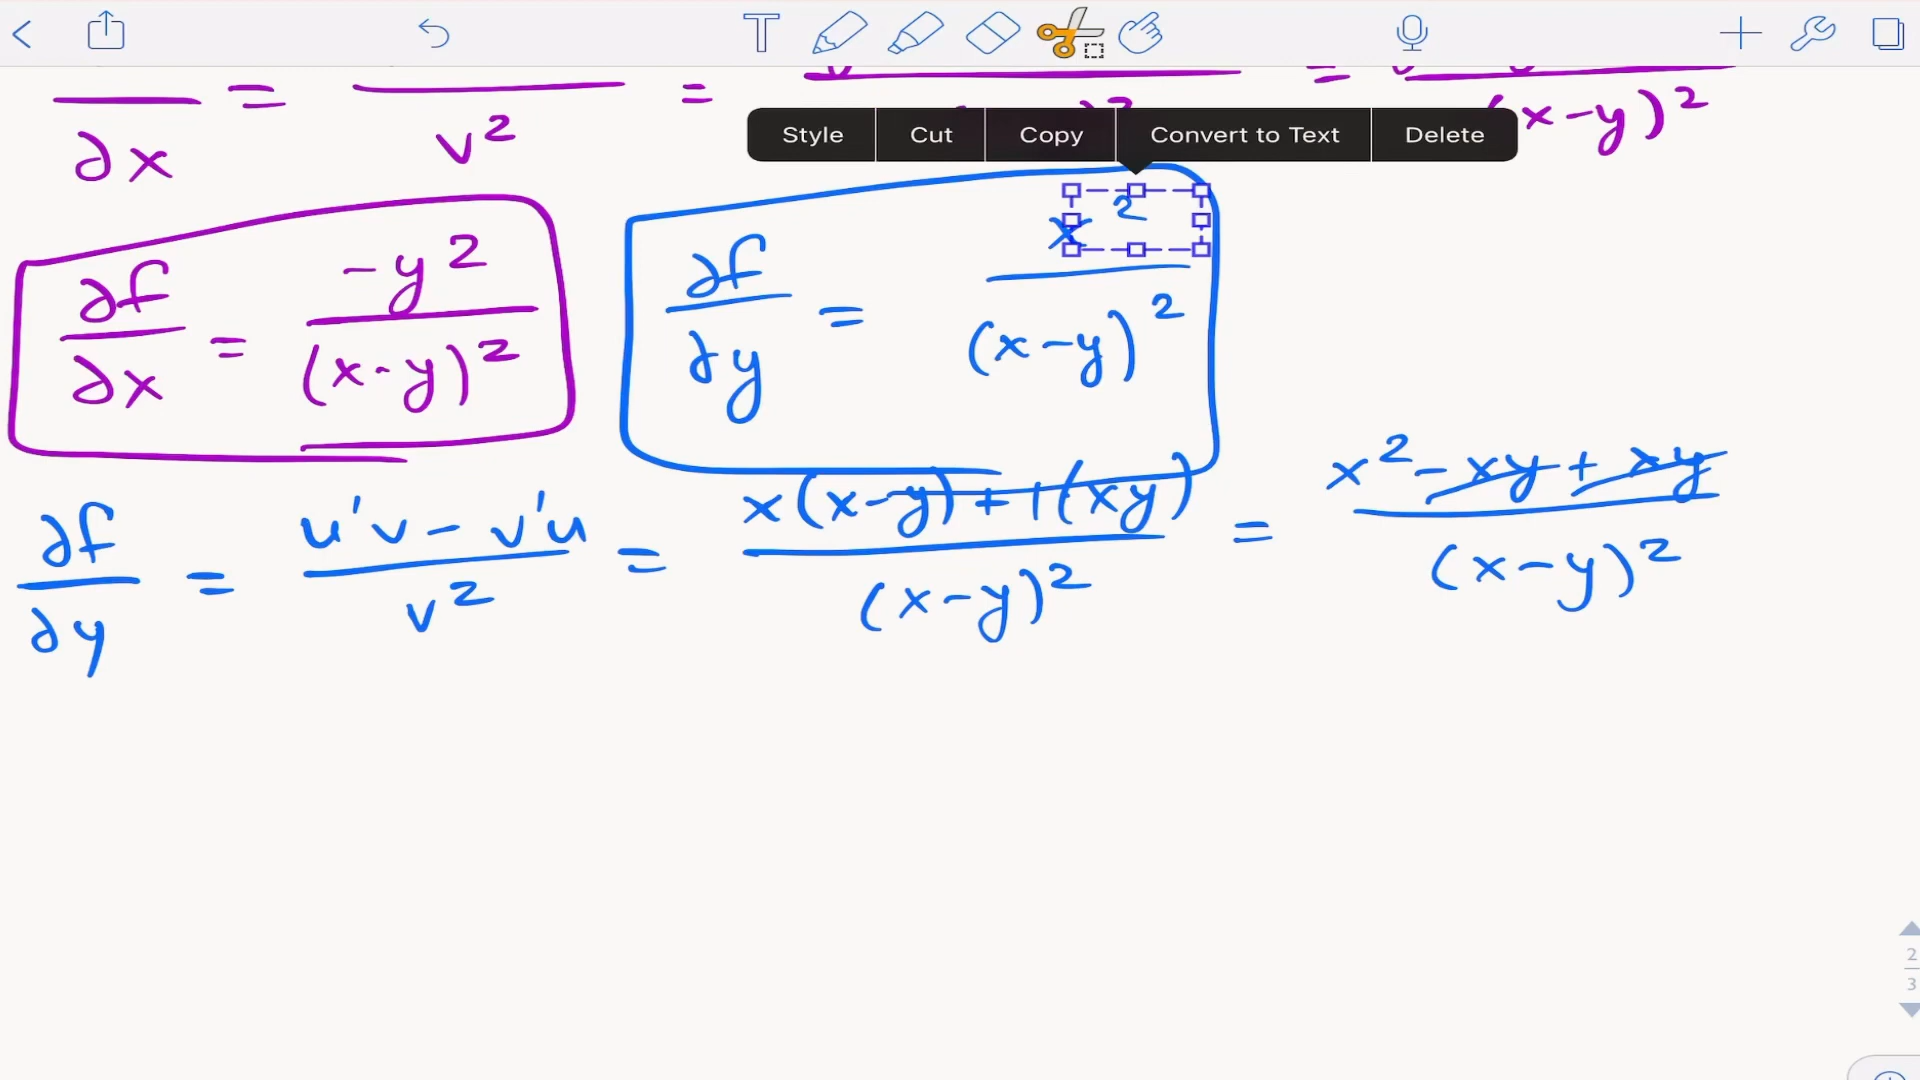 T
∂x = v² = (x-y)²
Style Cut Copy Convert to Text Delete
∂f/∂x = -y²/(x-y)²
∂f/∂y = x²/(x-y)²
∂f/∂y = (u'v - v'u)/v² = (x(x-y) + 1(xy))/(x-y)² = (x² - xy + xy)/(x-y)²
2
3